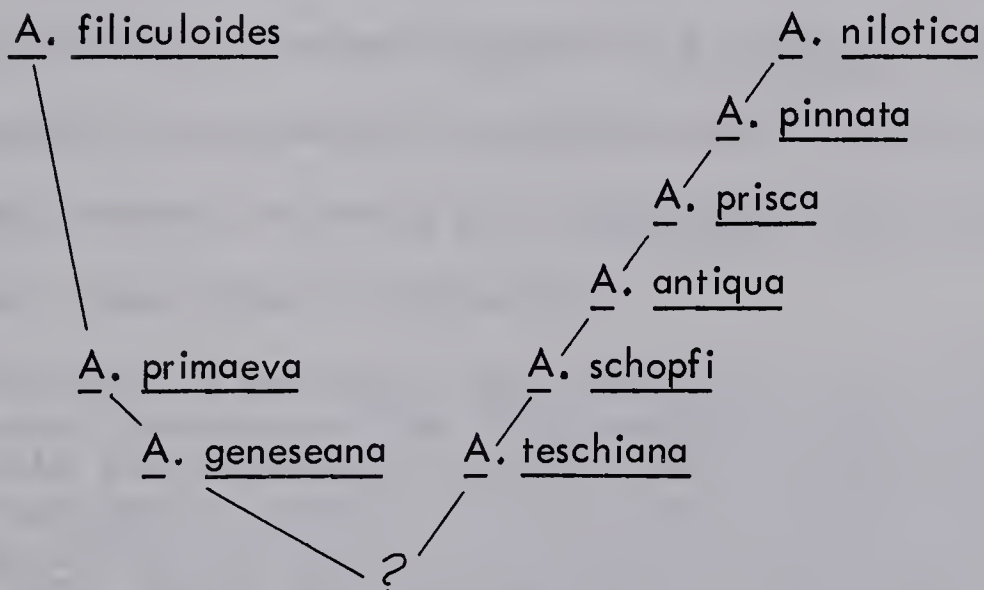 A. filiculoides A. nilotica
A. pinnata
A. prisca
A. antiqua
A. primaeva A. schopfi
A. geneseana A. teschiana
?